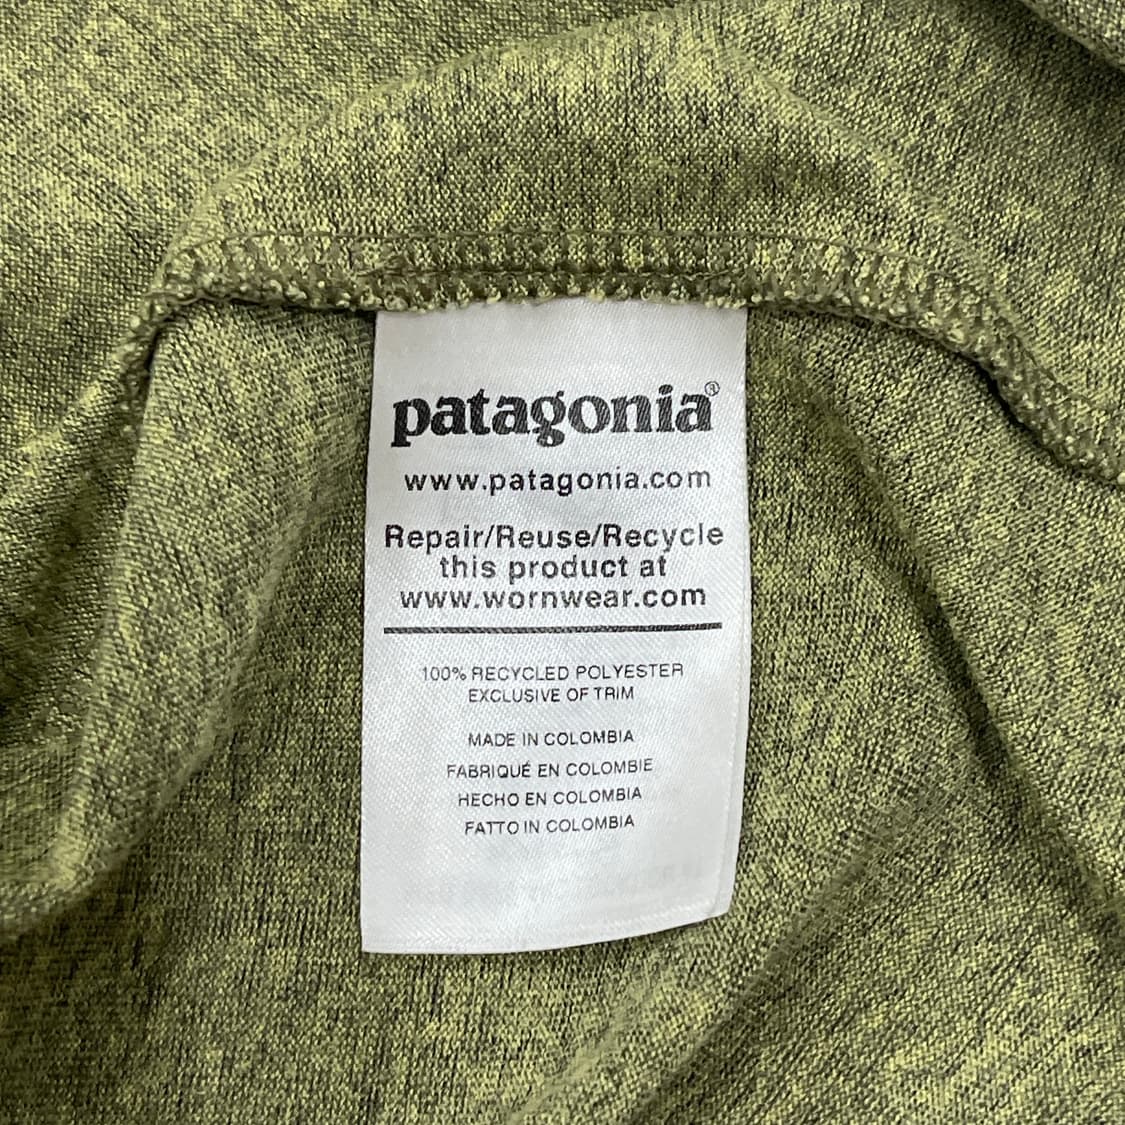 patagonia®
www.patagonia.com
Repair/Reuse/Recycle
this product at
www.wornwear.com
100% RECYCLED POLYESTER
EXCLUSIVE OF TRIM
MADE IN COLOMBIA
FABRIQUÉ EN COLOMBIE
HECHO EN COLOMBIA
FATTO IN COLOMBIA